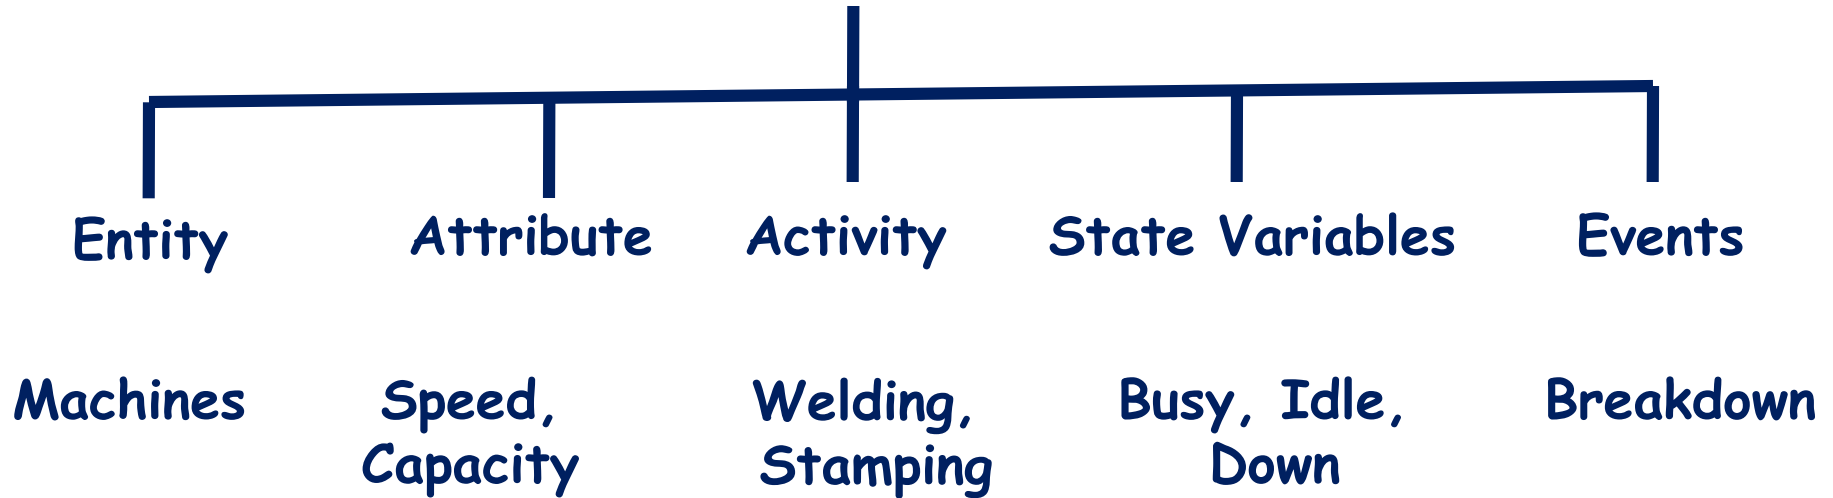 Entity Attribute Activity State Variables Events
Machines Speed, Welding, Busy, Idle, Breakdown
Capacity Stamping Down